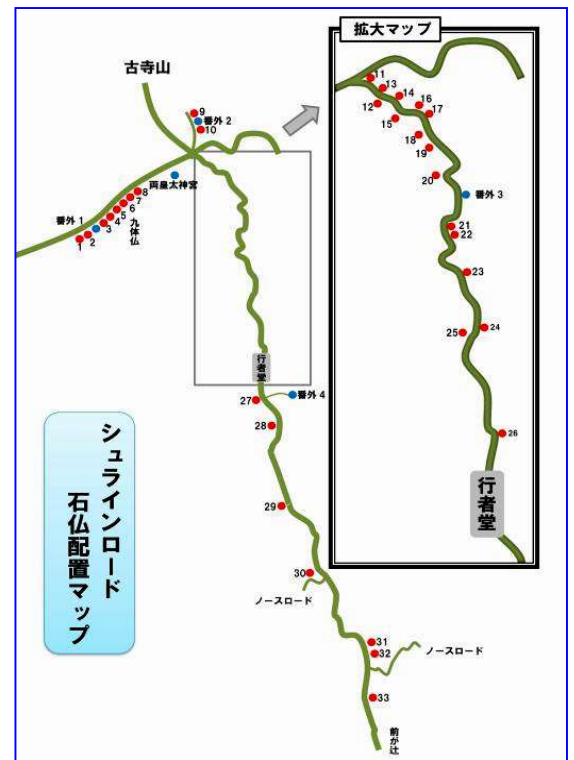 古寺山
9
番外 2
10
両皇太神宮
8
7
6
5
4
3
九体仏
番外 1
2
1
行者堂
27
番外 4
28
29
30
ノースロード
31
32
ノースロード
33
前が辻
シュラインロード
石仏配置マップ
拡大マップ
11
13
12
14
16
15
17
18
19
20
番外 3
21
22
23
24
25
26
行者堂